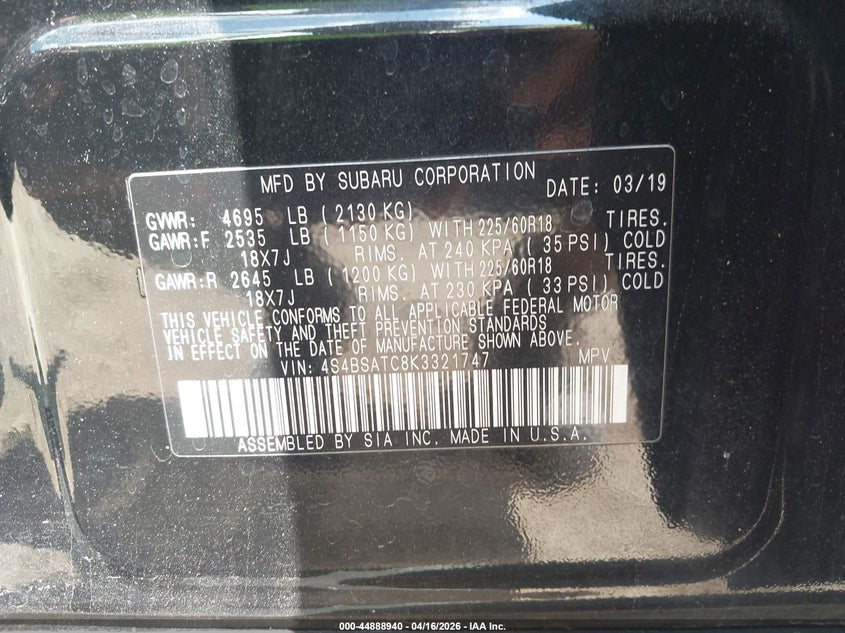 MFD BY SUBARU CORPORATION DATE: 03/19
GVWR: 4695 LB (2130 KG)
GAWR:F 2535 LB (1150 KG) WITH 225/60R18 TIRES.
18X7J RIMS. AT 240 KPA (35 PSI) COLD
GAWR:R 2645 LB (1200 KG) WITH 225/60R18 TIRES.
18X7J RIMS. AT 230 KPA (33 PSI) COLD
THIS VEHICLE CONFORMS TO ALL APPLICABLE FEDERAL MOTOR
VEHICLE SAFETY AND THEFT PREVENTION STANDARDS
IN EFFECT ON THE DATE OF MANUFACTURE SHOWN ABOVE.
VIN: 4S4BSATC8K3321747 MPV
ASSEMBLED BY SIA INC. MADE IN U.S.A.
000-44888940 - 04/16/2026 - IAA Inc.